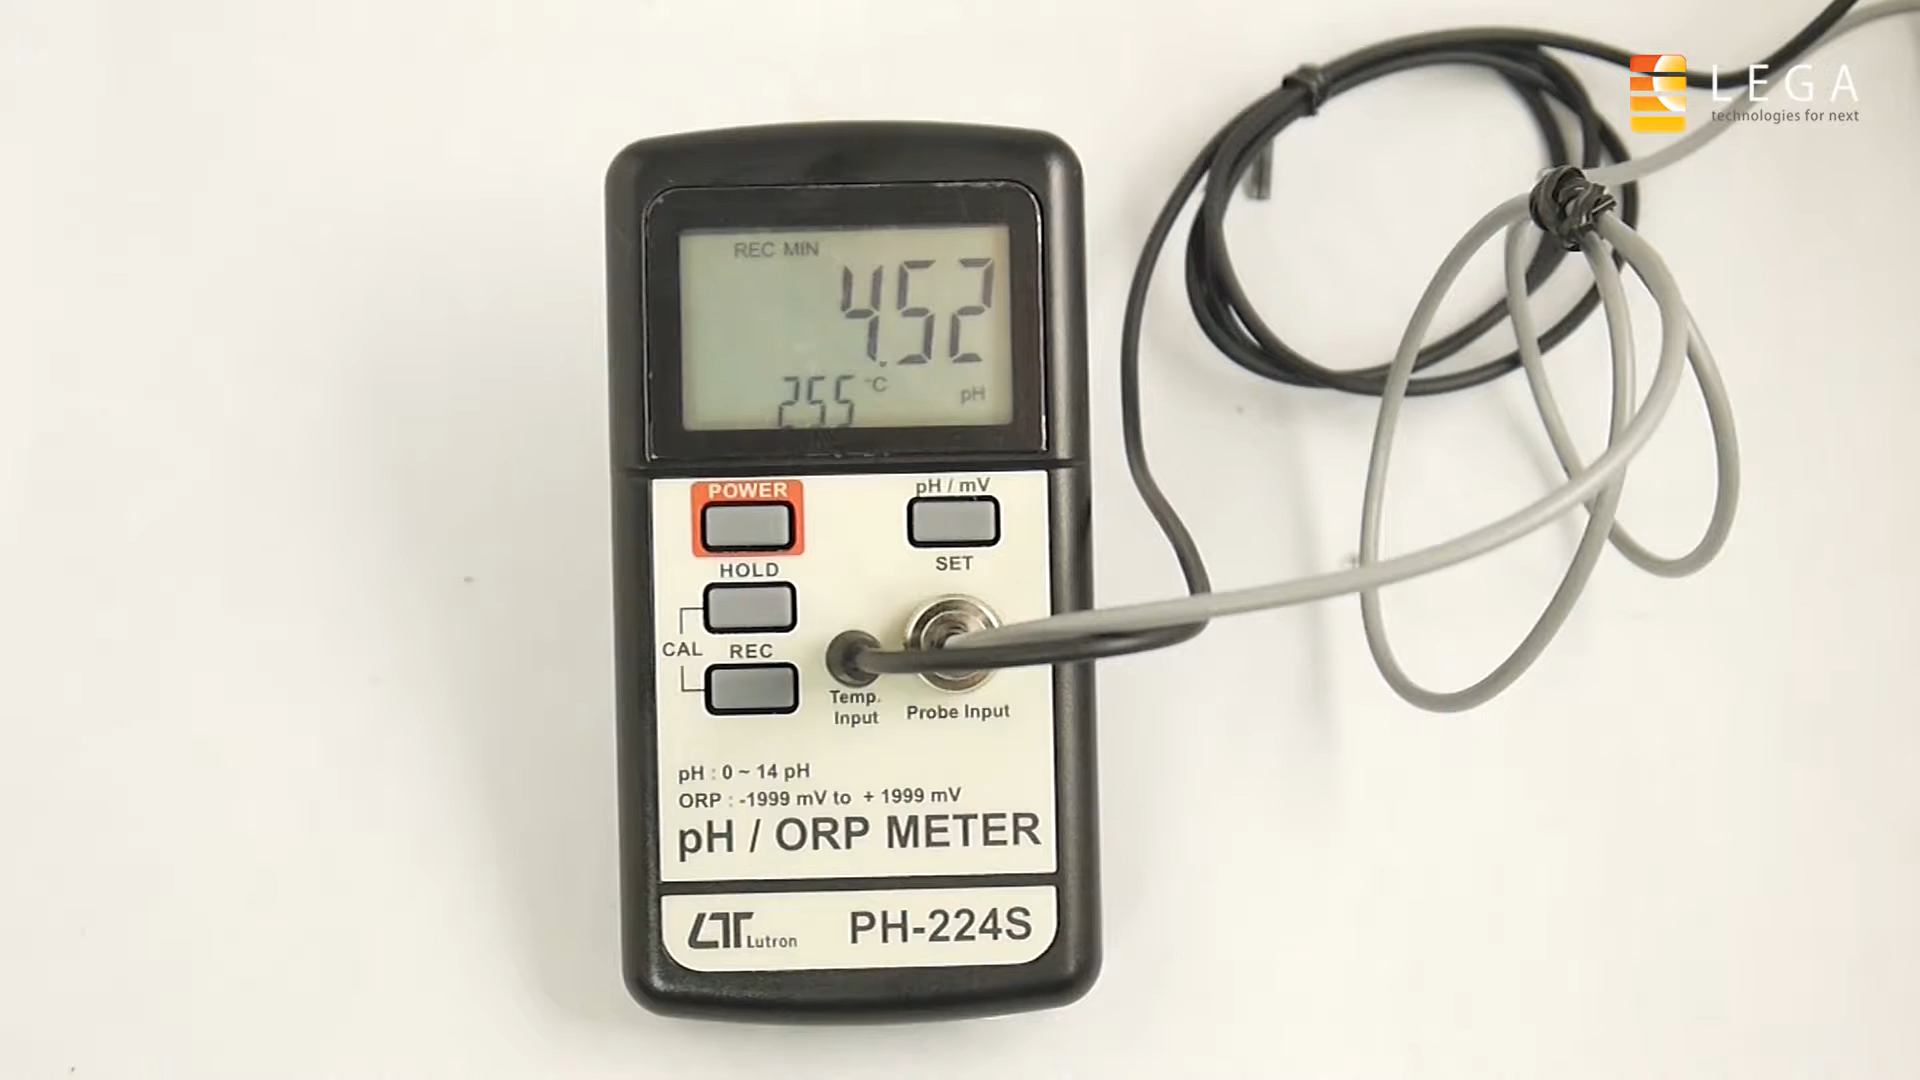 LEGA
technologies for next
REC MIN
4.52
25.5 °C
pH
POWER
pH / mV
HOLD
SET
CAL
REC
Temp.
Input
Probe Input
pH : 0 ~ 14 pH
ORP : -1999 mV to + 1999 mV
pH / ORP METER
Lutron
PH-224S